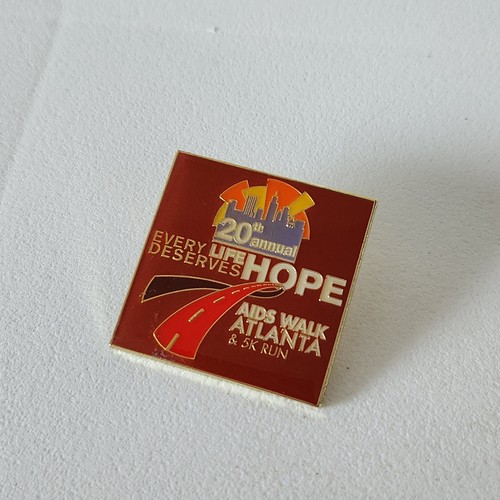 20th annual
EVERY LIFE
DESERVES HOPE
AIDS WALK
ATLANTA
& 5K RUN